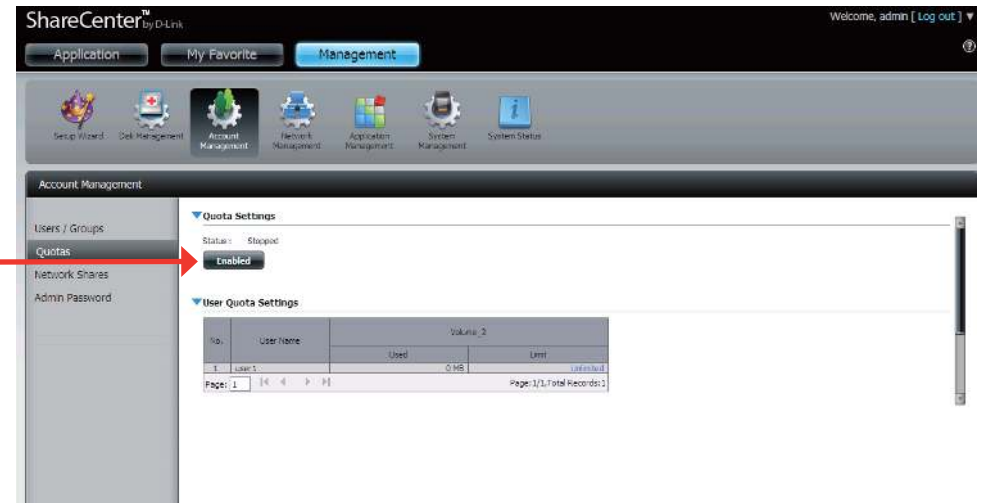 ShareCenter™ by D-Link
Welcome, admin [ Log out ] ▼
Application My Favorite Management
Setup Wizard Disk Management Account Management Network Management Application Management System Management System Status
Account Management
Users / Groups
Quotas
Network Shares
Admin Password
Quota Settings
Status : Stopped
Enabled
User Quota Settings
No. User Name Volume_2
Used Limit
1 user1 0 MB Unlimited
Page: 1 Page:1/1,Total Records:1